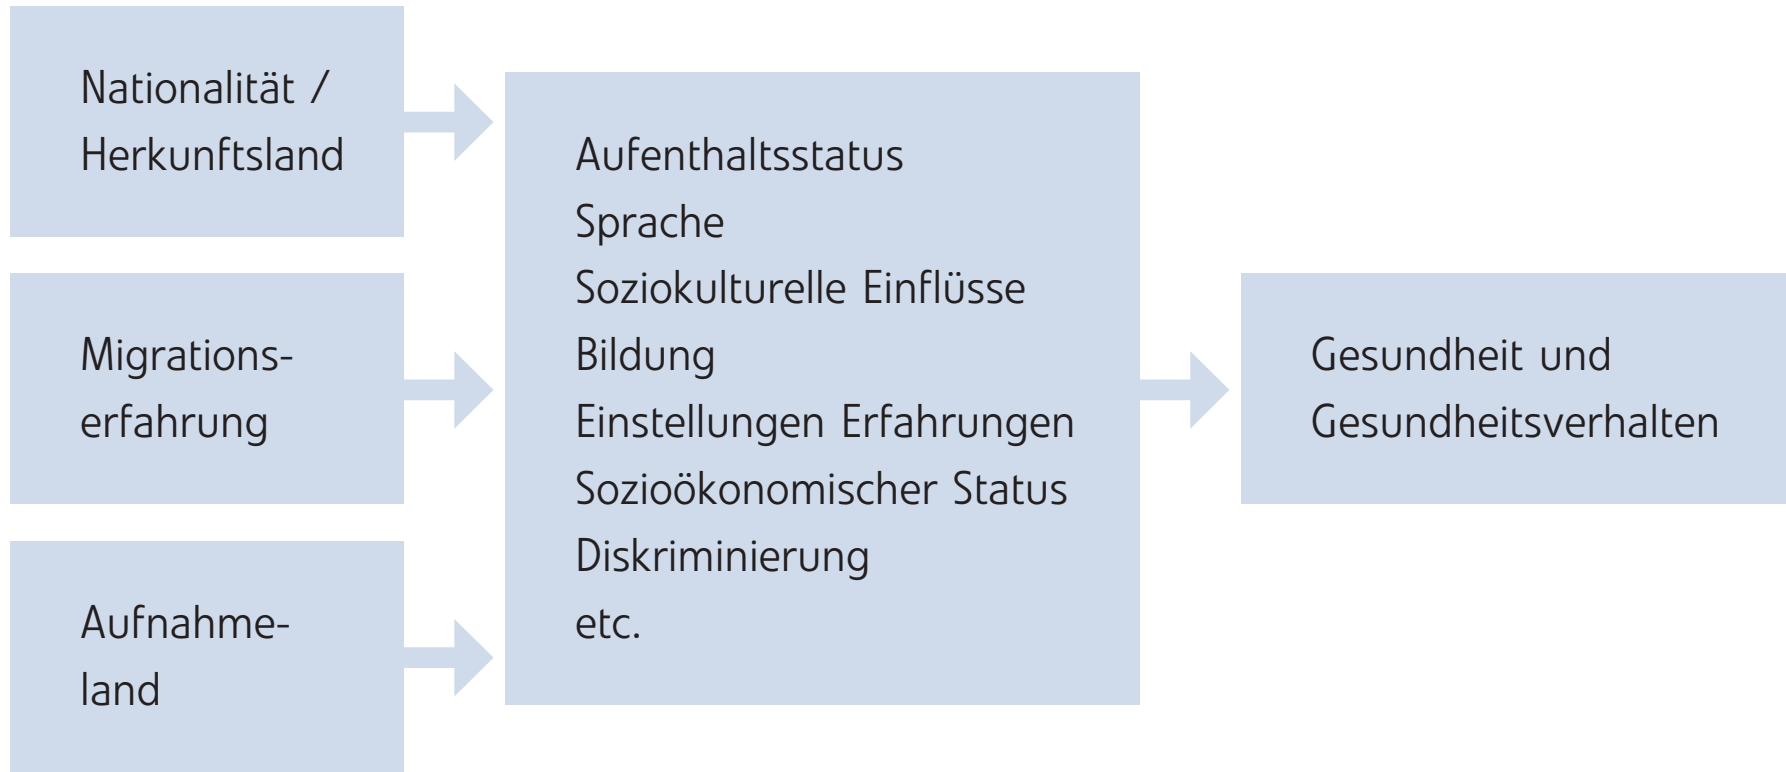 Nationalität /
Herkunftsland
Migrations-
erfahrung
Aufnahme-
land
Aufenthaltsstatus
Sprache
Soziokulturelle Einflüsse
Bildung
Einstellungen Erfahrungen
Sozioökonomischer Status
Diskriminierung
etc.
Gesundheit und
Gesundheitsverhalten